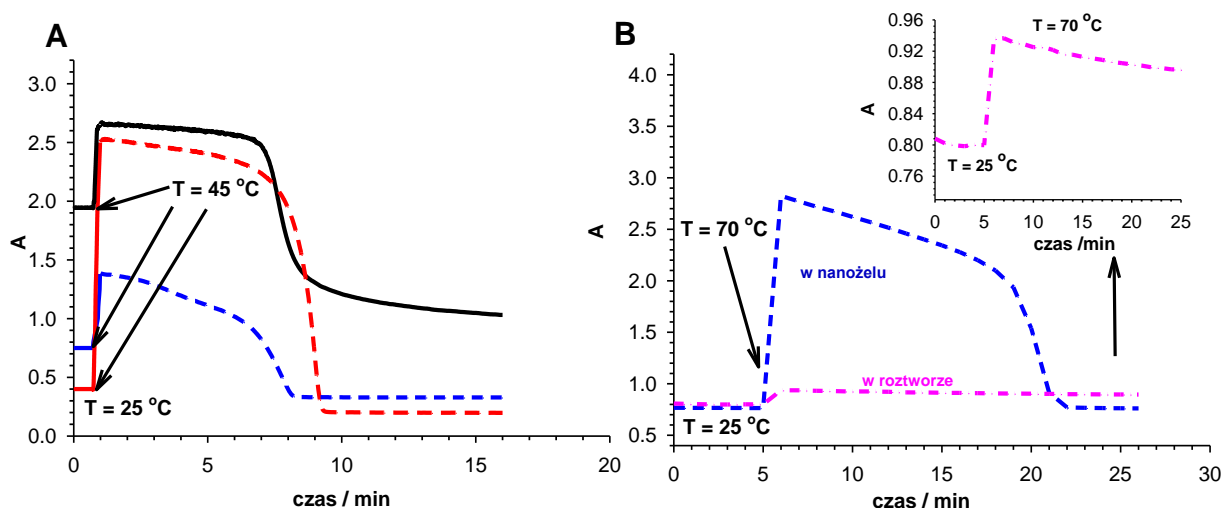 A
3.0
2.5
2.0
1.5
1.0
0.4
0.0
A
T = 45 °C
T = 25 °C
0
5
10
15
20
czas / min
B
4.0
3.5
3.0
2.5
2.0
1.5
1.0
0.5
A
T = 70 °C
w nanożelu
w roztworze
T = 25 °C
0
5
10
15
20
25
30
czas / min
0.96
0.92
0.88
0.84
0.80
0.76
A
T = 70 °C
T = 25 °C
0
5
10
15
20
25
czas /min